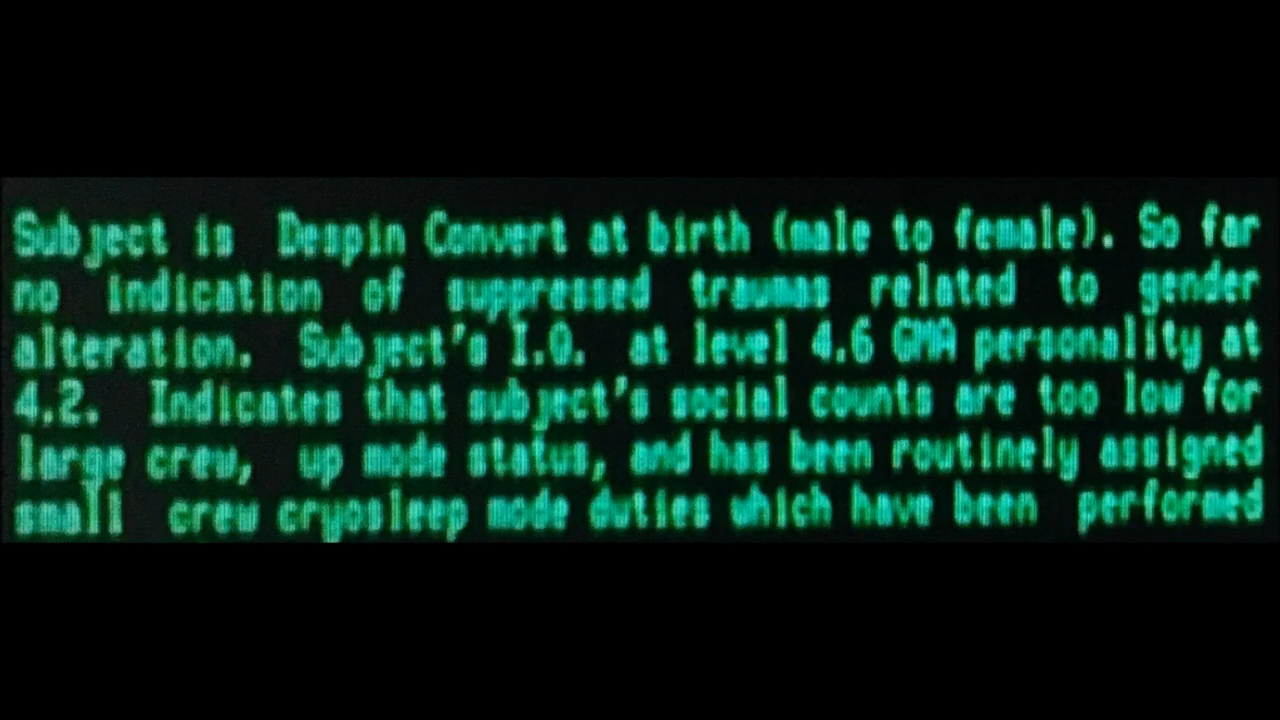 Subject is Despin Convert at birth (male to female). So far
no indication of suppressed traumas related to gender
alteration. Subject's I.Q. at level 4.6 GMA personality at
4.2. Indicates that subject's social counts are too low for
large crew, up mode status, and has been routinely assigned
small crew cryosleep mode duties which have been performed